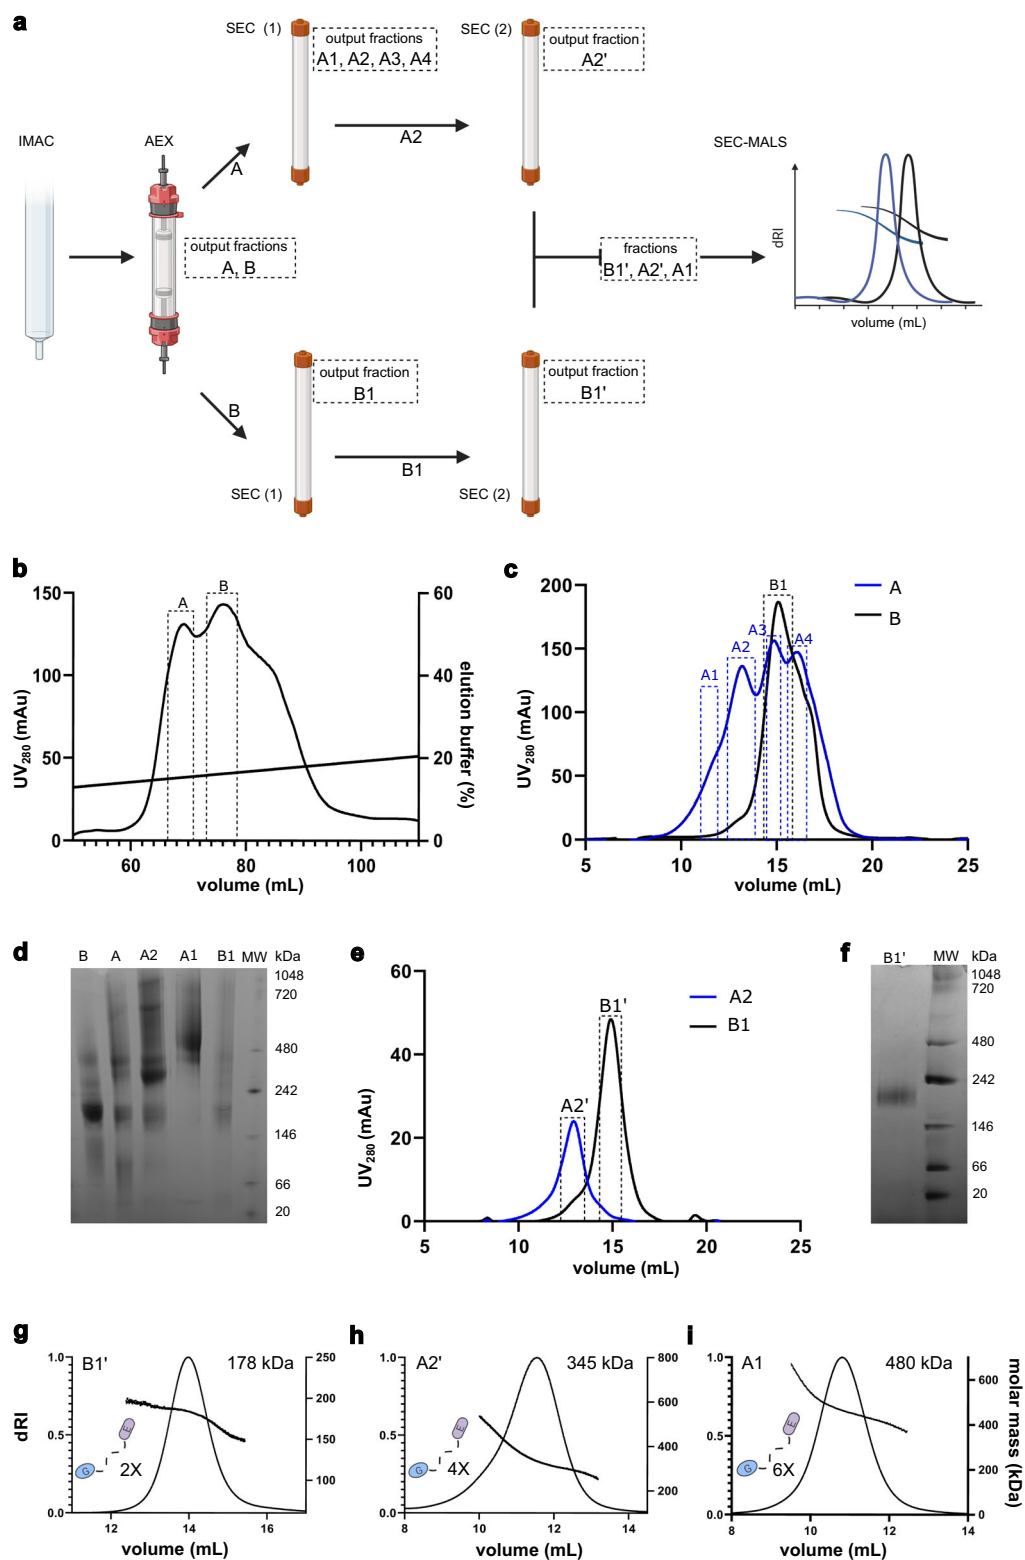 a
SEC (1)
output fractions
A1, A2, A3, A4
SEC (2)
output fraction
A2'
IMAC
AEX
A
A2
SEC-MALS
output fractions
A, B
fractions
B1', A2', A1
dRI
volume (mL)
output fraction
B1
output fraction
B1'
B
B1
SEC (1)
SEC (2)
b
150
100
50
0
UV280 (mAu)
A
B
60
40
20
0
elution buffer (%)
60
80
100
volume (mL)
c
200
150
100
50
0
UV280 (mAu)
B1
A3
A4
A2
A1
A
B
5
10
15
20
25
volume (mL)
d
B A A2 A1 B1 MW kDa
1048
720
480
242
146
66
20
e
60
40
20
0
UV280 (mAu)
B1'
A2'
A2
B1
5
10
15
20
25
volume (mL)
f
B1' MW kDa
1048
720
480
242
146
66
20
g
1.0
0.5
0.0
dRI
B1'
178 kDa
250
200
150
100
E
G
2X
12
14
16
volume (mL)
h
1.0
0.5
0.0
A2'
345 kDa
800
600
400
200
E
G
4X
8
10
12
14
volume (mL)
i
1.0
0.5
0.0
A1
480 kDa
600
400
200
0
molar mass (kDa)
E
G
6X
8
10
12
14
volume (mL)